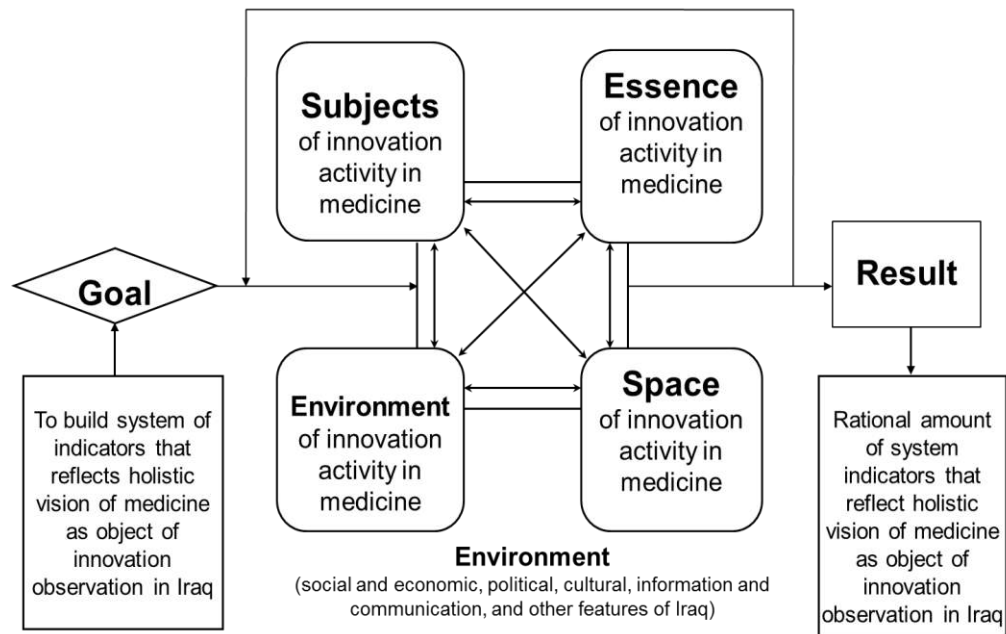 Subjects
of innovation
activity in
medicine
Essence
of innovation
activity in
medicine
Goal
Result
To build system of
indicators that
reflects holistic
vision of medicine
as object of
innovation
observation in Iraq
Environment
of innovation
activity in
medicine
Space
of innovation
activity in
medicine
Rational amount
of system
indicators that
reflect holistic
vision of medicine
as object of
innovation
observation in Iraq
Environment
(social and economic, political, cultural, information and
communication, and other features of Iraq)